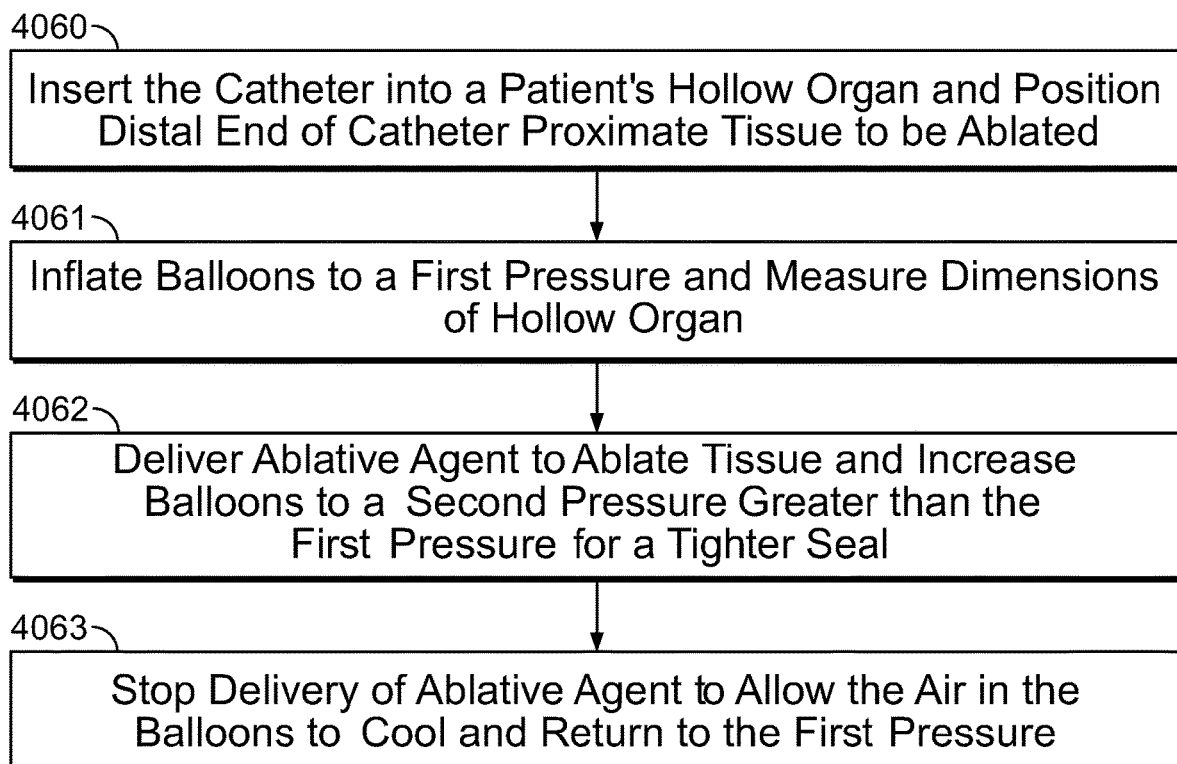 4060
Insert the Catheter into a Patient's Hollow Organ and Position
Distal End of Catheter Proximate Tissue to be Ablated
4061
Inflate Balloons to a First Pressure and Measure Dimensions
of Hollow Organ
4062
Deliver Ablative Agent to Ablate Tissue and Increase
Balloons to a Second Pressure Greater than the
First Pressure for a Tighter Seal
4063
Stop Delivery of Ablative Agent to Allow the Air in the
Balloons to Cool and Return to the First Pressure